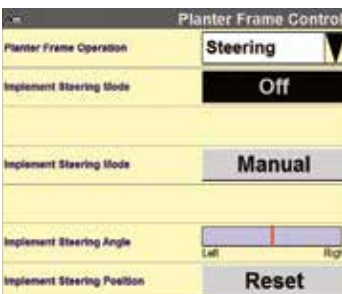 Planter Frame Control
Planter Frame Operation Steering
Implement Steering Mode Off
Implement Steering Mode Manual
Implement Steering Angle
Left Righ
Implement Steering Position Reset